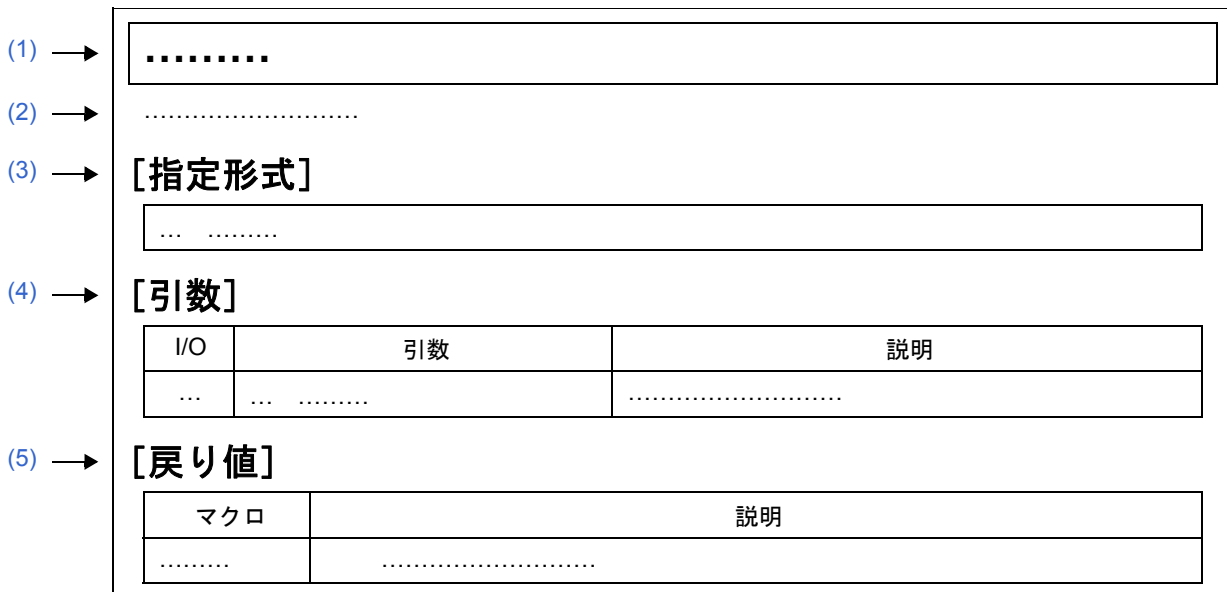 (1) .........
(2) ...........................
(3) [指定形式]
... .........
(4) [引数]
I/O 引数 説明
... ... ......... ...........................
(5) [戻り値]
マクロ 説明
......... ...........................